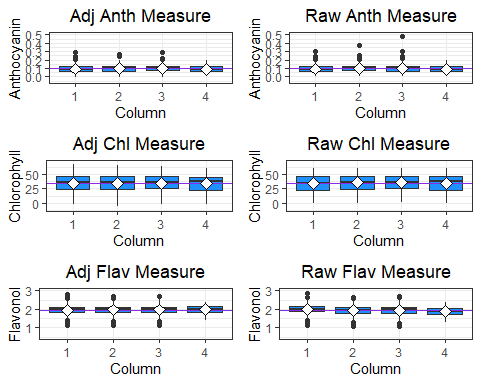 Adj Anth Measure
Raw Anth Measure
Anthocyanin
0.5
0.4
0.3
0.2
0.1
0.0
1 2 3 4
Column
Anthocyanin
0.5
0.4
0.3
0.2
0.1
0.0
1 2 3 4
Column
Adj Chl Measure
Raw Chl Measure
Chlorophyll
50
25
0
1 2 3 4
Column
Chlorophyll
50
25
0
1 2 3 4
Column
Adj Flav Measure
Raw Flav Measure
Flavonol
3
2
1
1 2 3 4
Column
Flavonol
3
2
1
1 2 3 4
Column